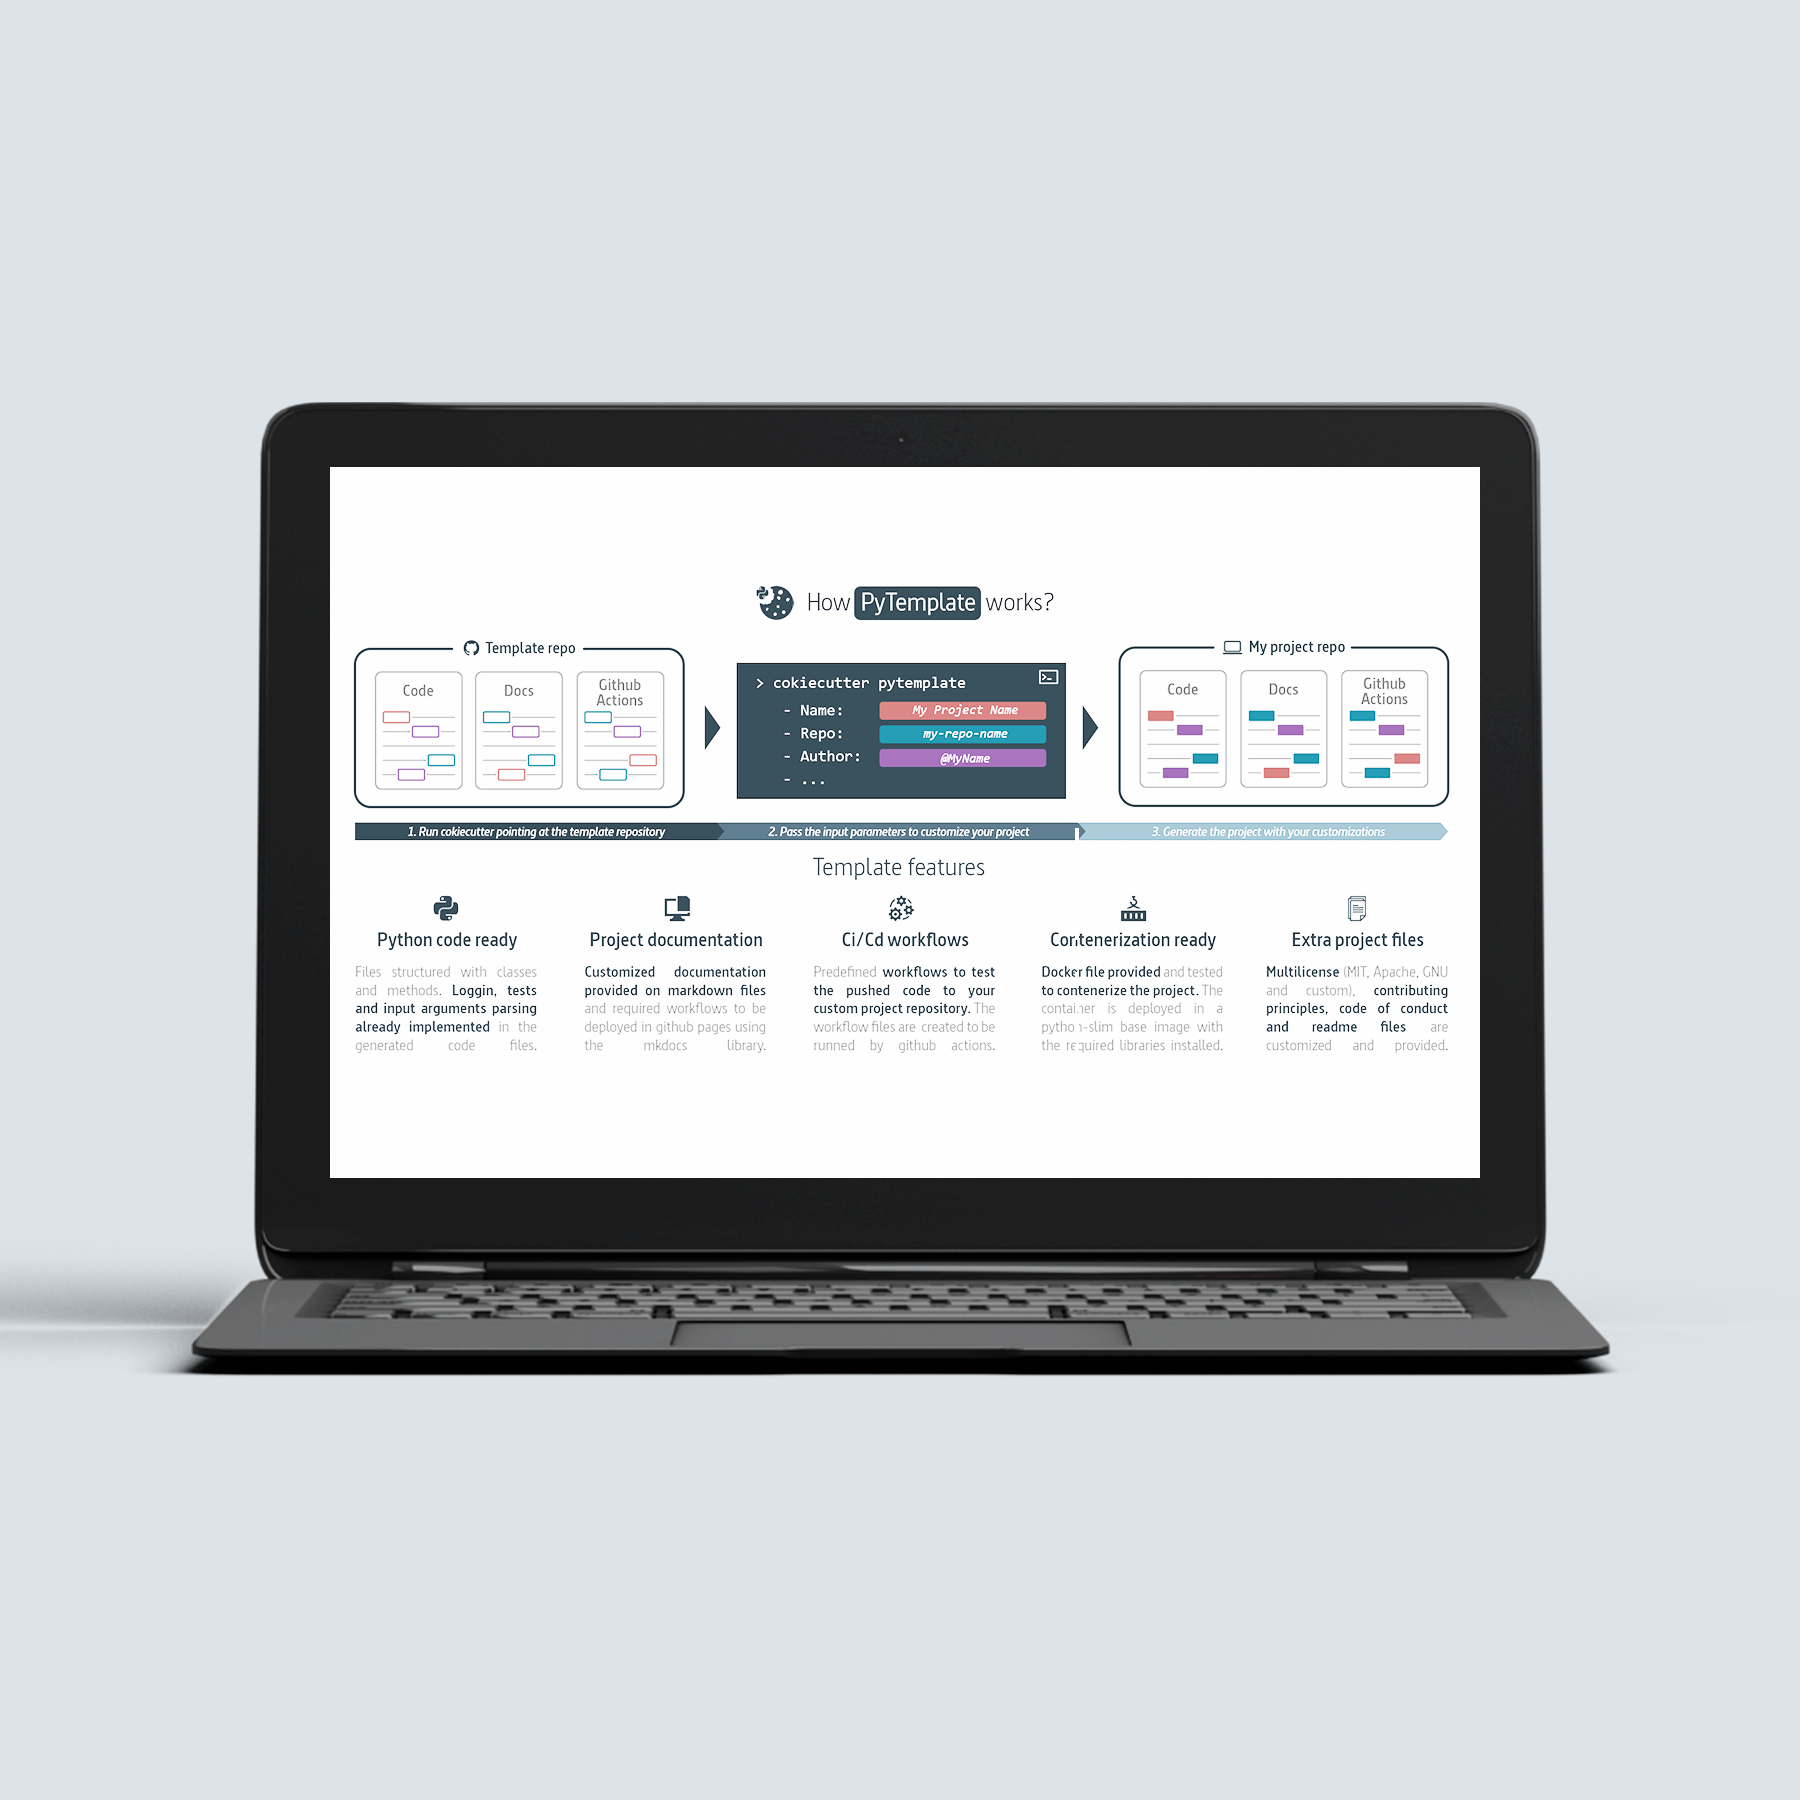 How PyTemplate works?
Template repo
Code
Docs
Github
Actions
> cokiecutter pytemplate
- Name: My Project Name
- Repo: my-repo-name
- Author: @MyName
- ...
My project repo
Code
Docs
Github
Actions
1. Run cokiecutter pointing at the template repository
2. Pass the input parameters to customize your project
3. Generate the project with your customizations
Template features
Python code ready
Files structured with classes
and methods. Loggin, tests
and input arguments parsing
already implemented in the
generated code files.
Project documentation
Customized documentation
provided on markdown files
and required workflows to be
deployed in github pages using
the mkdocs library.
Ci/Cd workflows
Predefined workflows to test
the pushed code to your
custom project repository. The
workflow files are created to be
runned by github actions.
Contenerization ready
Docker file provided and tested
to contenerize the project. The
container is deployed in a
python-slim base image with
the required libraries installed.
Extra project files
Multilicense (MIT, Apache, GNU
and custom), contributing
principles, code of conduct
and readme files are
customized and provided.